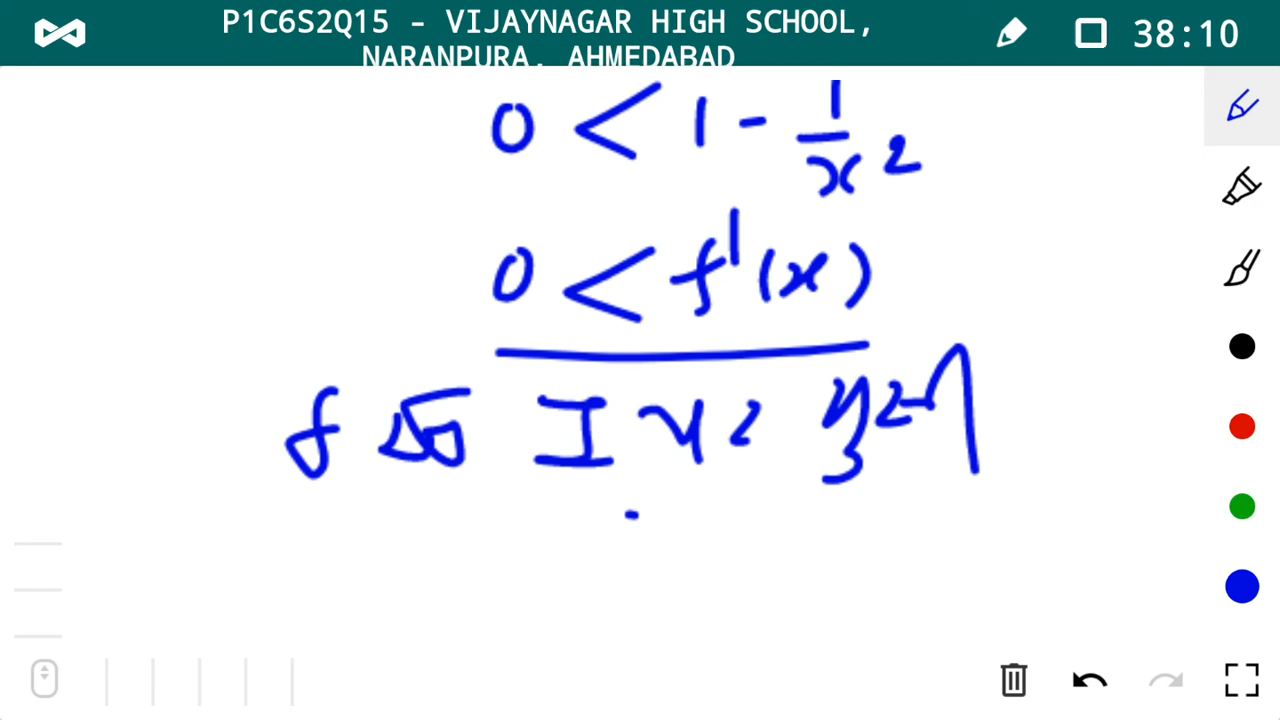 P1C6S2Q15 - VIJAYNAGAR HIGH SCHOOL,
NARANPURA, AHMEDABAD
38:10
0 < 1 - 1/x²
0 < f'(x)
f I પર